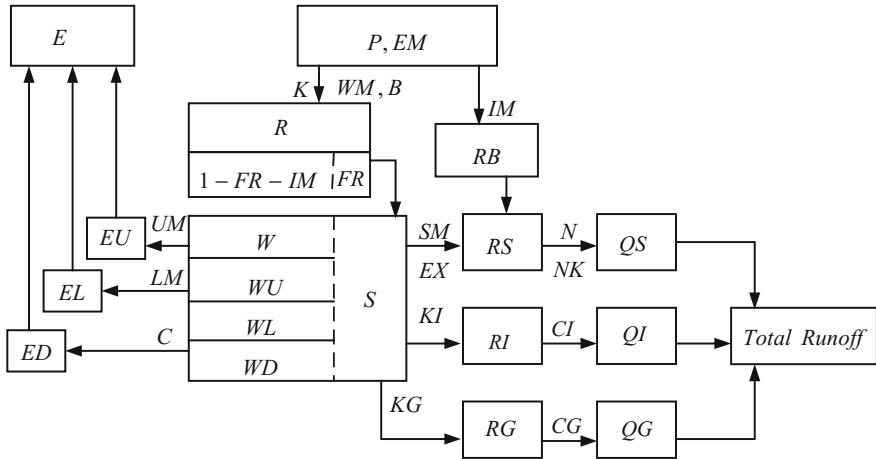 E
P, EM
K
WM, B
IM
R
RB
1 − FR − IM
FR
UM
EU
W
SM
EX
RS
N
NK
QS
LM
EL
WU
S
KI
RI
CI
QI
Total Runoff
C
ED
WL
WD
KG
RG
CG
QG